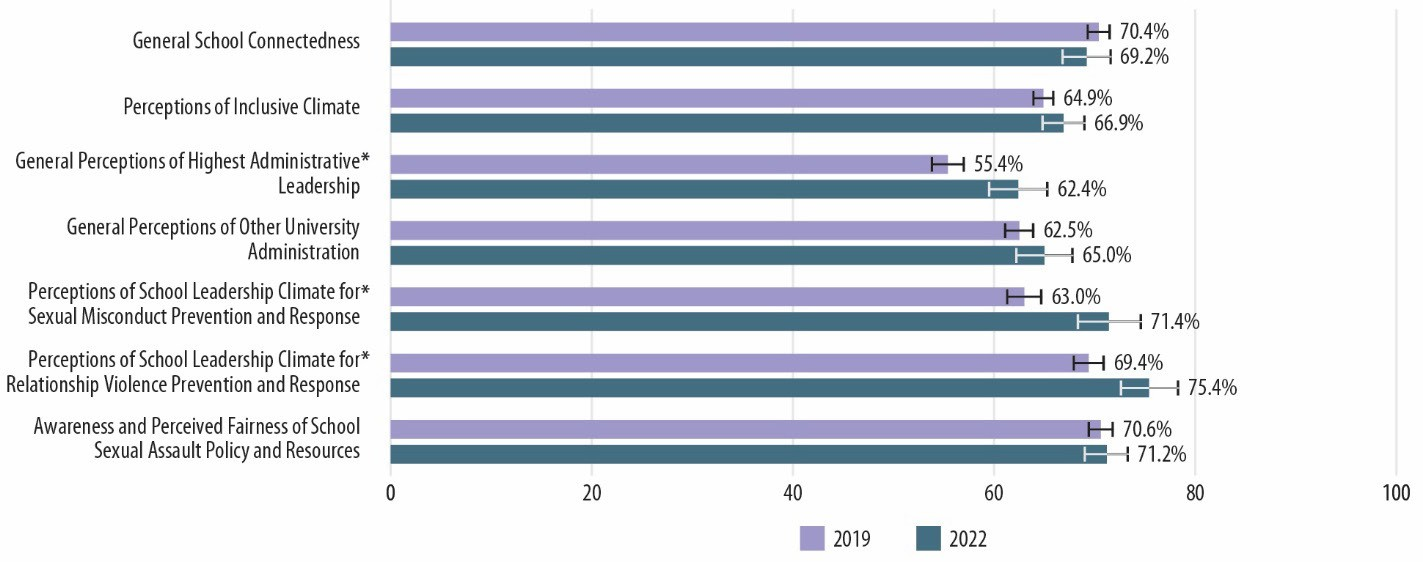 General School Connectedness
70.4%
69.2%
Perceptions of Inclusive Climate
64.9%
66.9%
General Perceptions of Highest Administrative*
Leadership
55.4%
62.4%
General Perceptions of Other University
Administration
62.5%
65.0%
Perceptions of School Leadership Climate for*
Sexual Misconduct Prevention and Response
63.0%
71.4%
Perceptions of School Leadership Climate for*
Relationship Violence Prevention and Response
69.4%
75.4%
Awareness and Perceived Fairness of School
Sexual Assault Policy and Resources
70.6%
71.2%
0 20 40 60 80 100
2019 2022